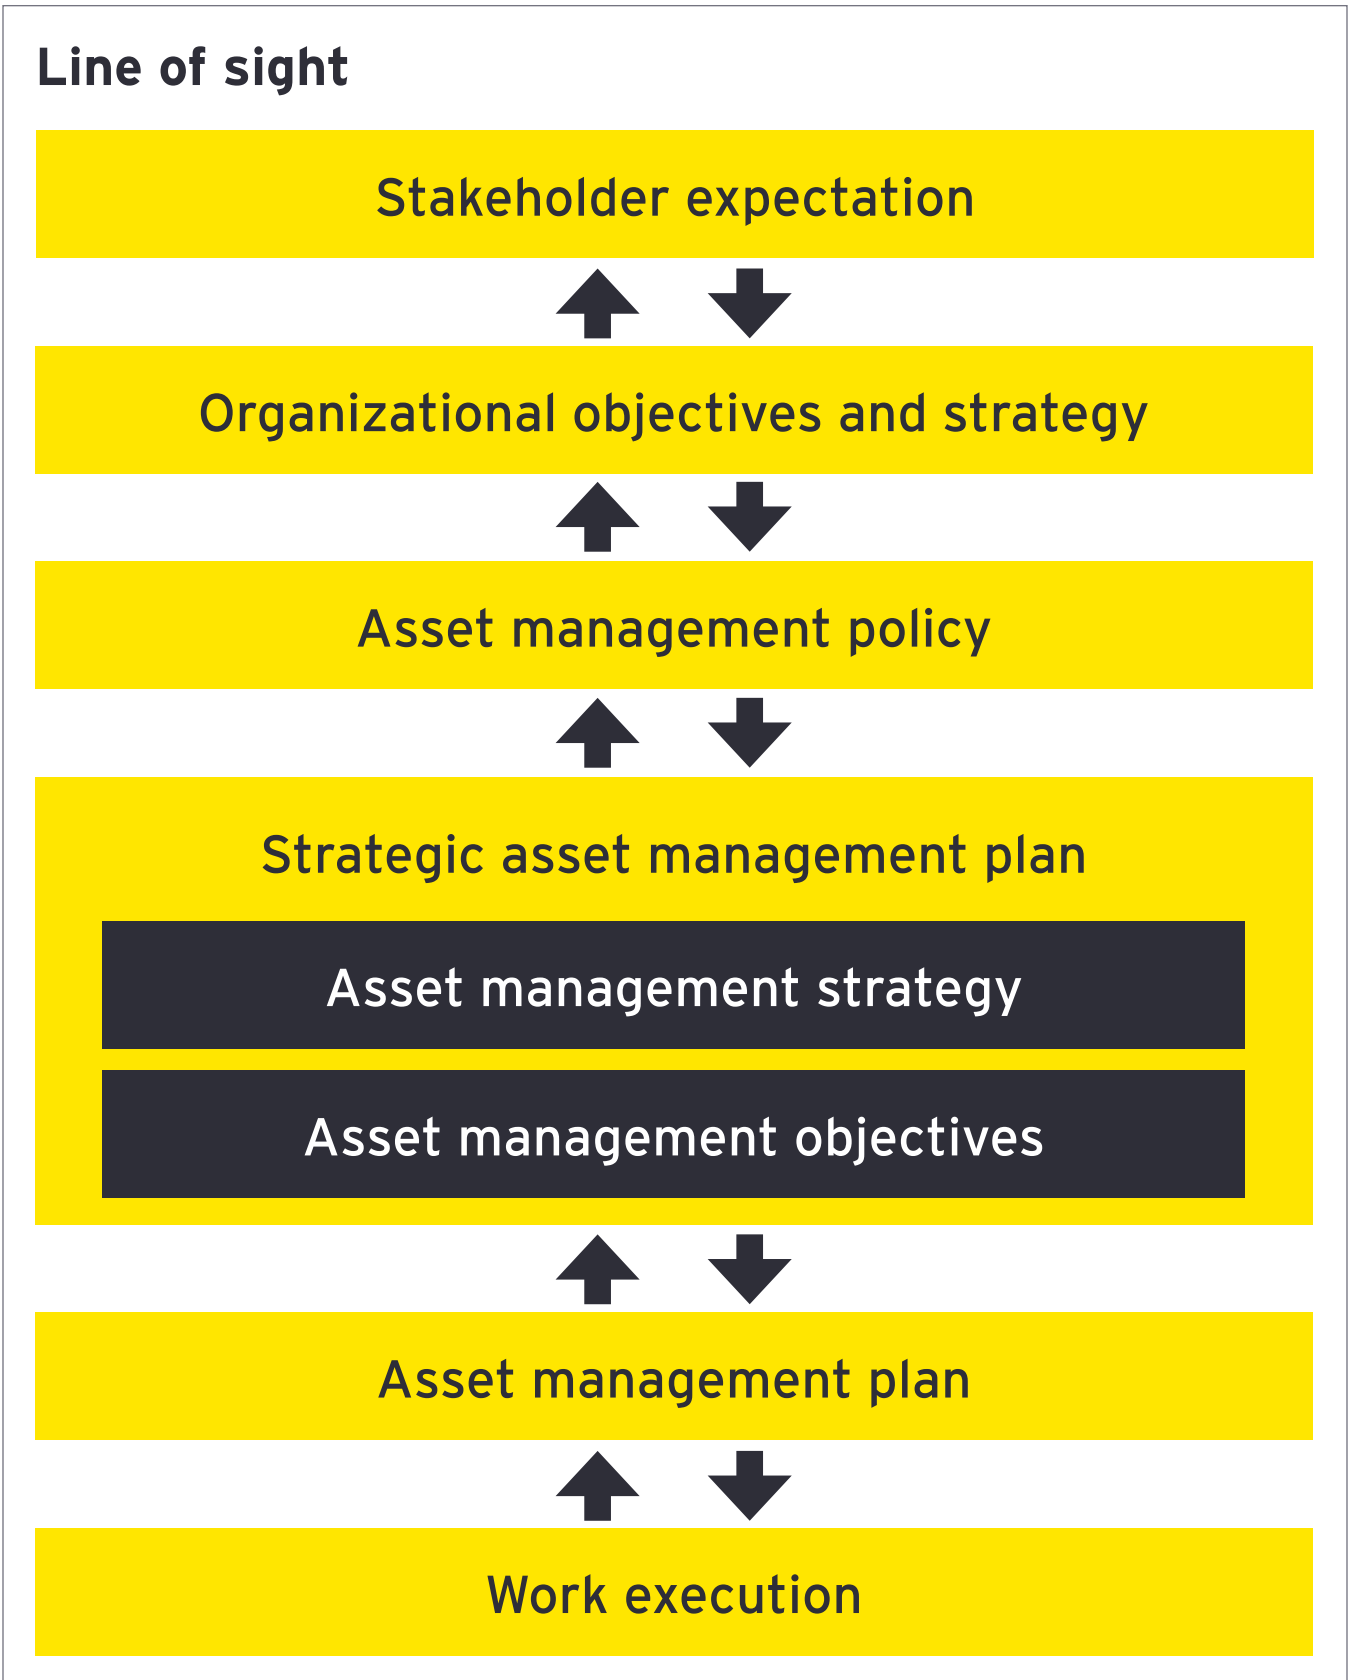 Line of sight
Stakeholder expectation
Organizational objectives and strategy
Asset management policy
Strategic asset management plan
Asset management strategy
Asset management objectives
Asset management plan
Work execution